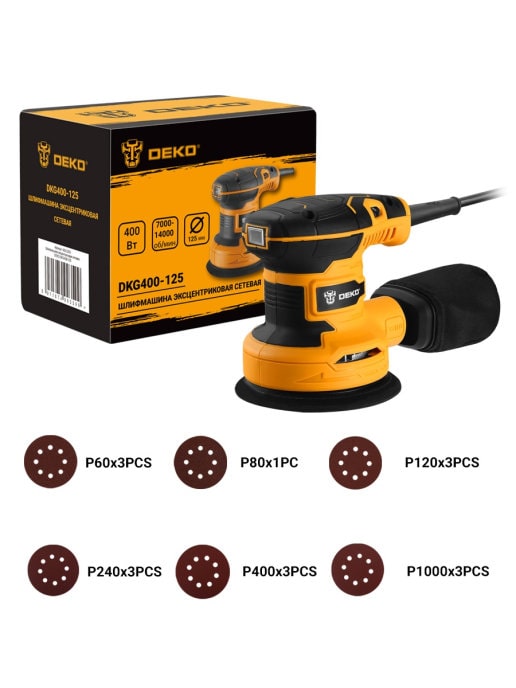 DEKO
DKG400-125
ШЛИФМАШИНА ЭКСЦЕНТРИКОВАЯ
СЕТЕВАЯ
DEKO
400
Вт
7000-
14000
об/мин
125 мм
DKG400-125
ШЛИФМАШИНА ЭКСЦЕНТРИКОВАЯ СЕТЕВАЯ
DEKO
P60x3PCS
P80x1PC
P120x3PCS
P240x3PCS
P400x3PCS
P1000x3PCS